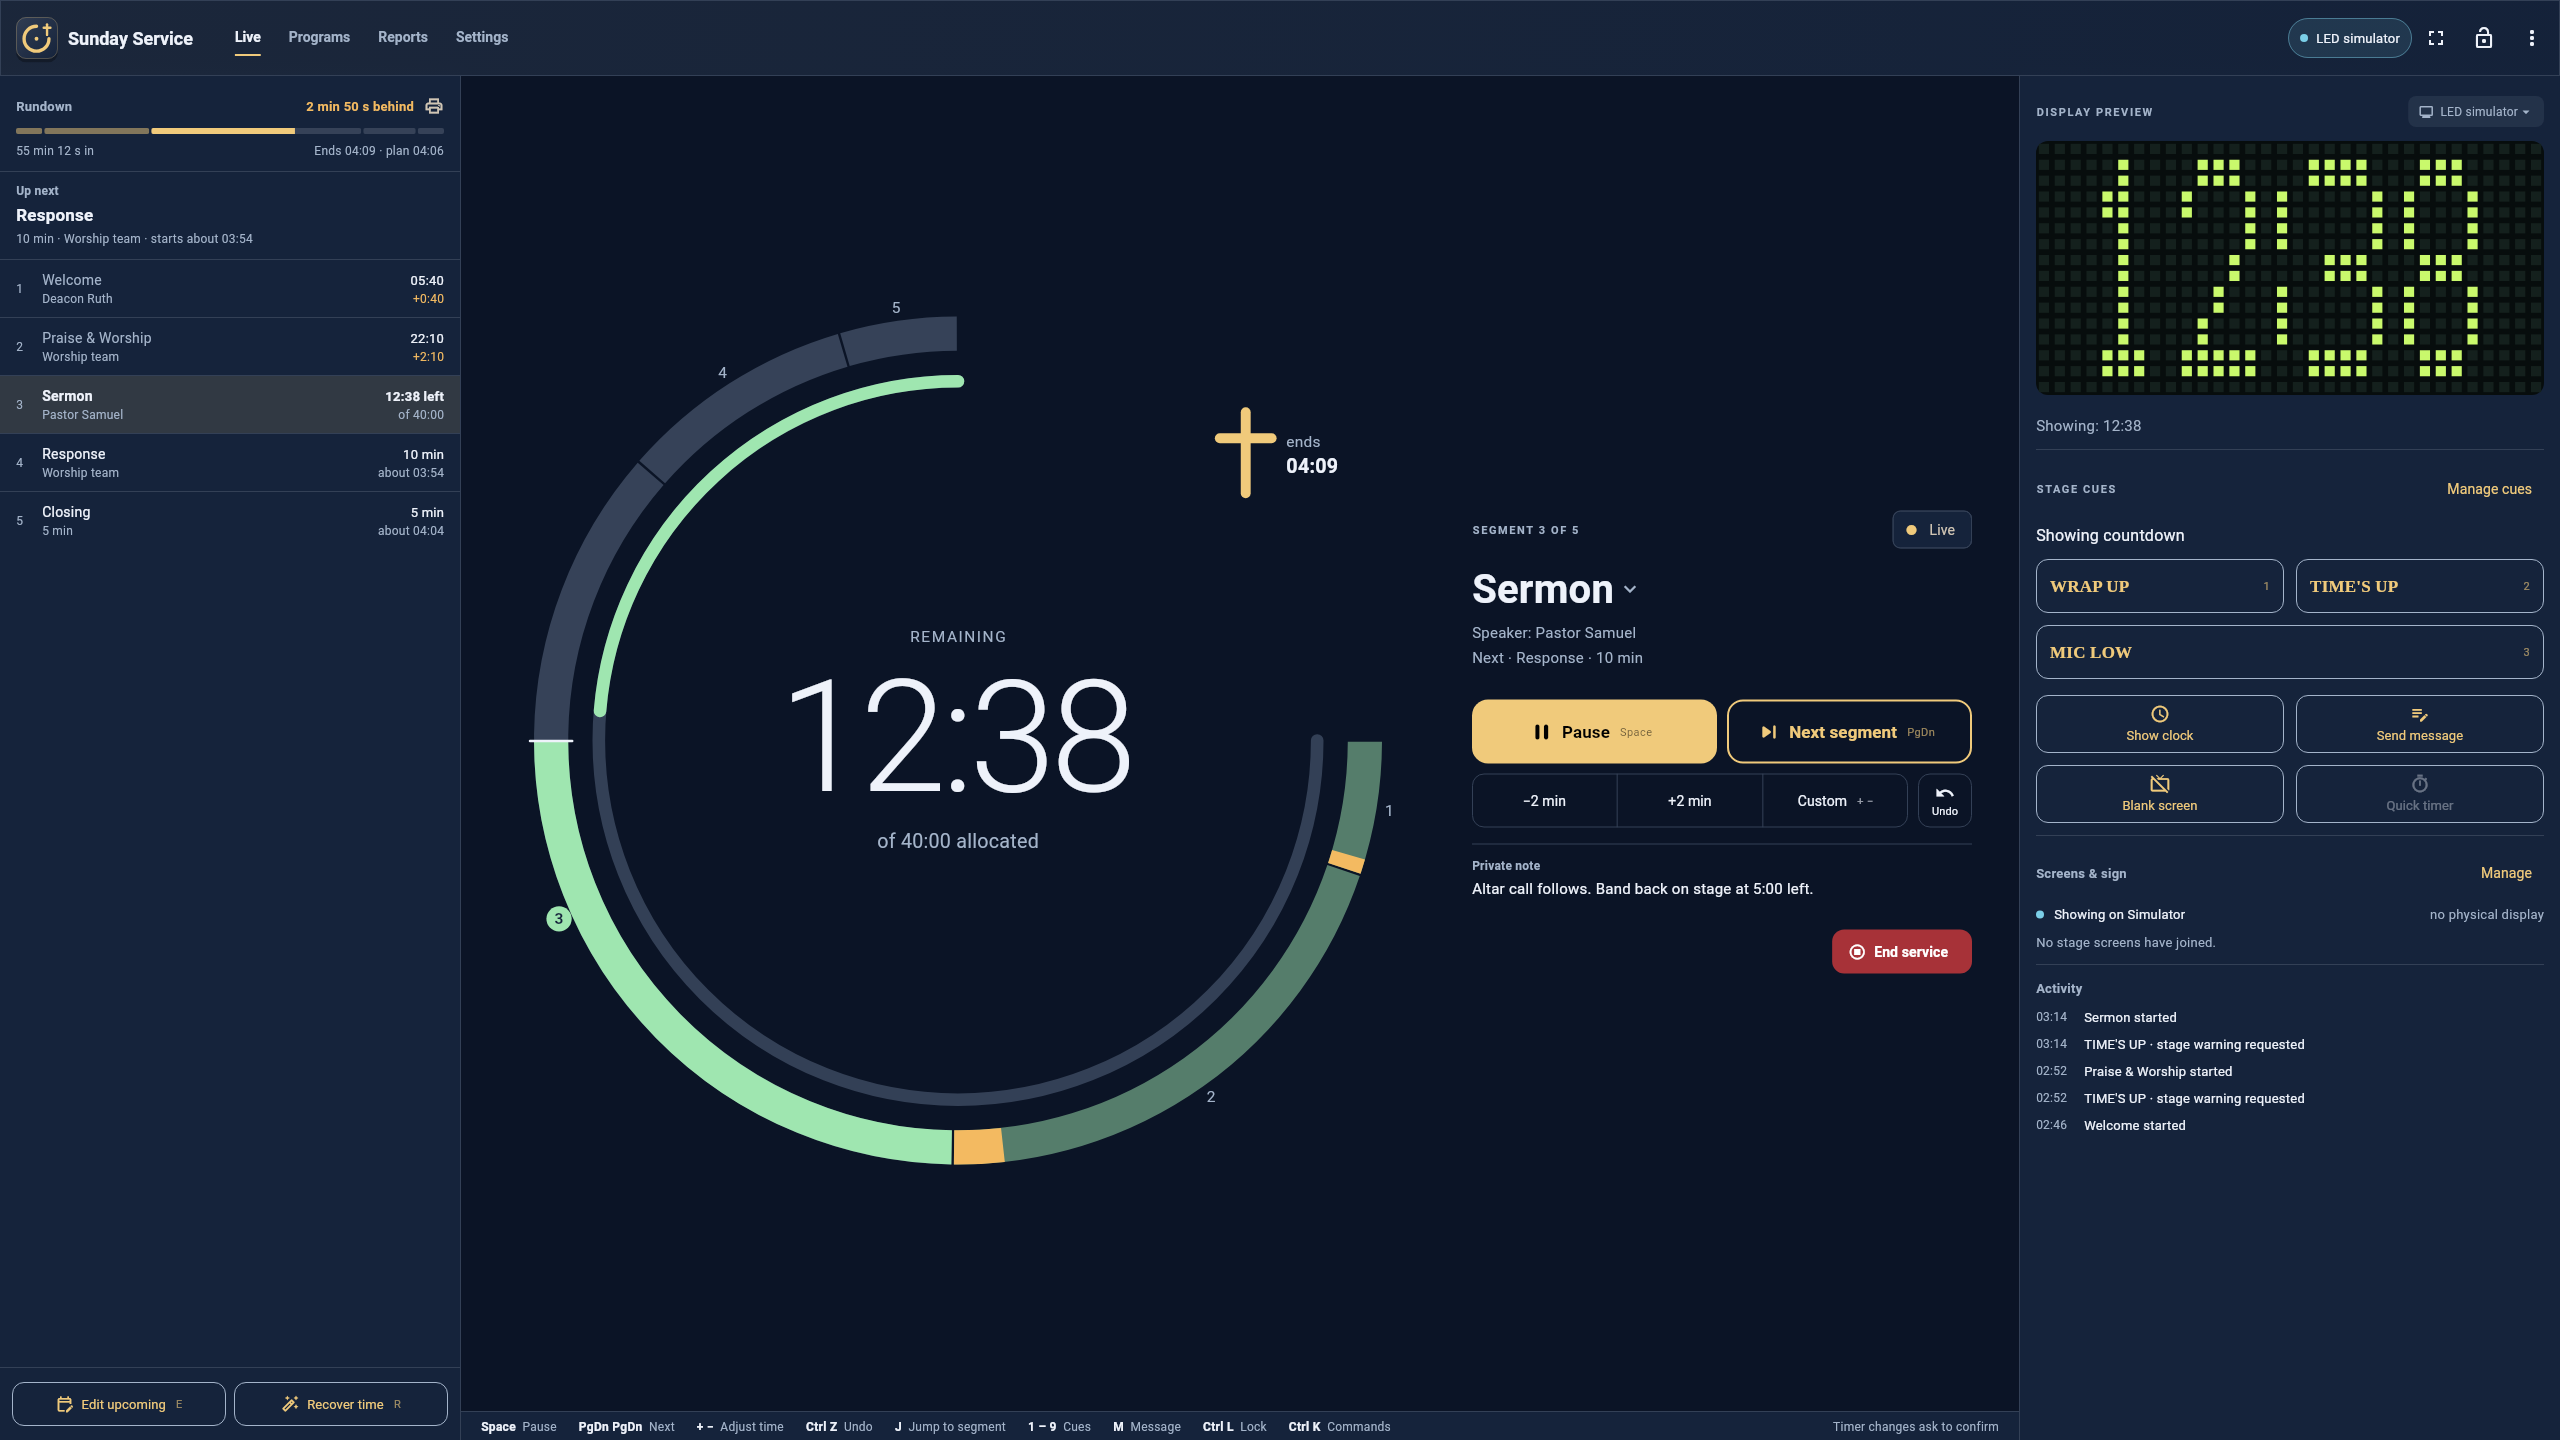 Sunday Service
Live
Programs
Reports
Settings
LED simulator
Rundown
2 min 50 s behind
55 min 12 s in
Ends 04:09 · plan 04:06
Up next
Response
10 min · Worship team · starts about 03:54
1
Welcome
05:40
Deacon Ruth
+0:40
2
Praise & Worship
22:10
Worship team
+2:10
3
Sermon
12:38 left
Pastor Samuel
of 40:00
4
Response
10 min
Worship team
about 03:54
5
Closing
5 min
5 min
about 04:04
Edit upcoming E
Recover time R
5
4
ends
04:09
REMAINING
12:38
of 40:00 allocated
1
3
2
SEGMENT 3 OF 5
Live
Sermon
Speaker: Pastor Samuel
Next · Response · 10 min
Pause Space
Next segment PgDn
−2 min
+2 min
Custom + −
Undo
Private note
Altar call follows. Band back on stage at 5:00 left.
End service
Space Pause
PgDn PgDn Next
+ − Adjust time
Ctrl Z Undo
J Jump to segment
1 – 9 Cues
M Message
Ctrl L Lock
Ctrl K Commands
Timer changes ask to confirm
DISPLAY PREVIEW
LED simulator
12:38
Showing: 12:38
STAGE CUES
Manage cues
Showing countdown
WRAP UP 1
TIME'S UP 2
MIC LOW 3
Show clock
Send message
Blank screen
Quick timer
Screens & sign
Manage
Showing on Simulator
no physical display
No stage screens have joined.
Activity
03:14 Sermon started
03:14 TIME'S UP · stage warning requested
02:52 Praise & Worship started
02:52 TIME'S UP · stage warning requested
02:46 Welcome started